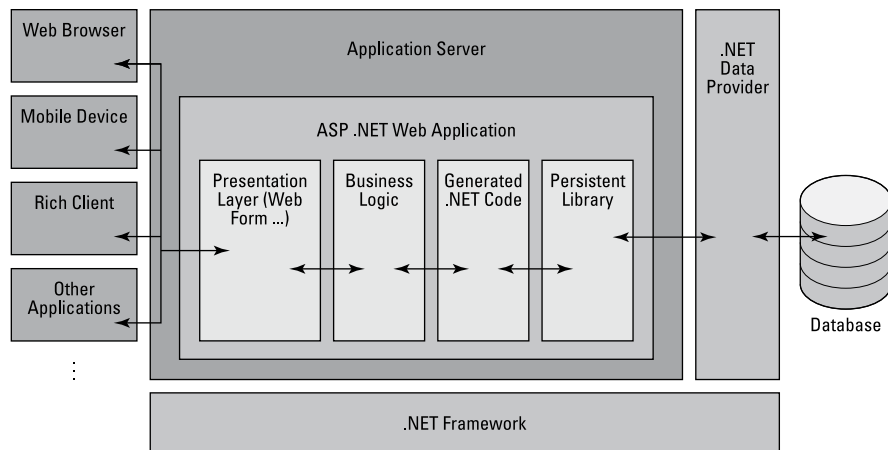 Web Browser
Mobile Device
Rich Client
Other
Applications
⋮
Application Server
ASP .NET Web Application
Presentation
Layer (Web
Form ...)
Business
Logic
Generated
.NET Code
Persistent
Library
.NET
Data
Provider
Database
.NET Framework